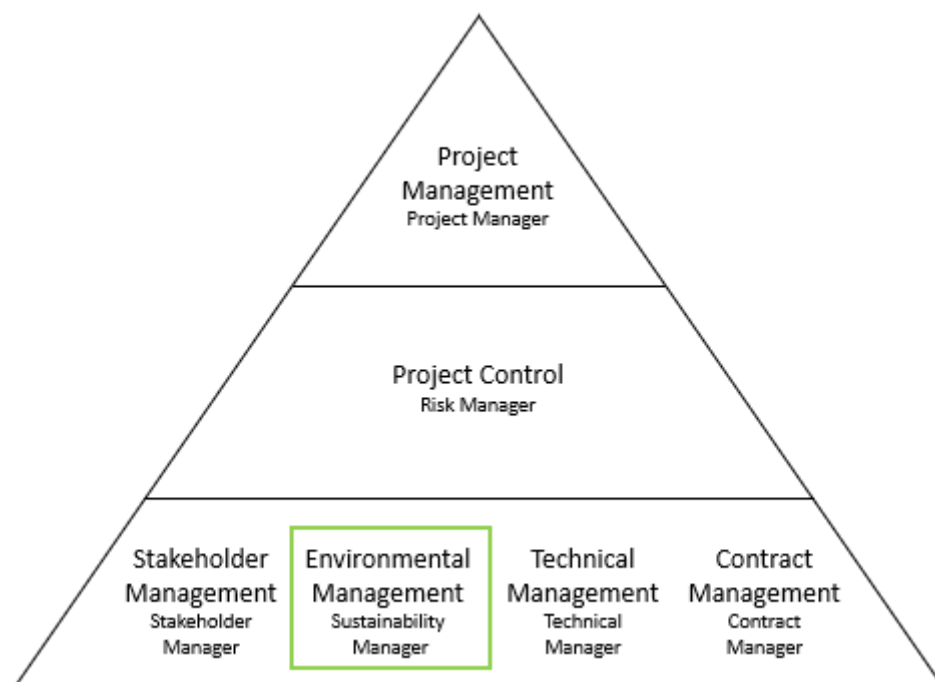 Project
Management
Project Manager
Project Control
Risk Manager
Stakeholder
Management
Stakeholder
Manager
Environmental
Management
Sustainability
Manager
Technical
Management
Technical
Manager
Contract
Management
Contract
Manager